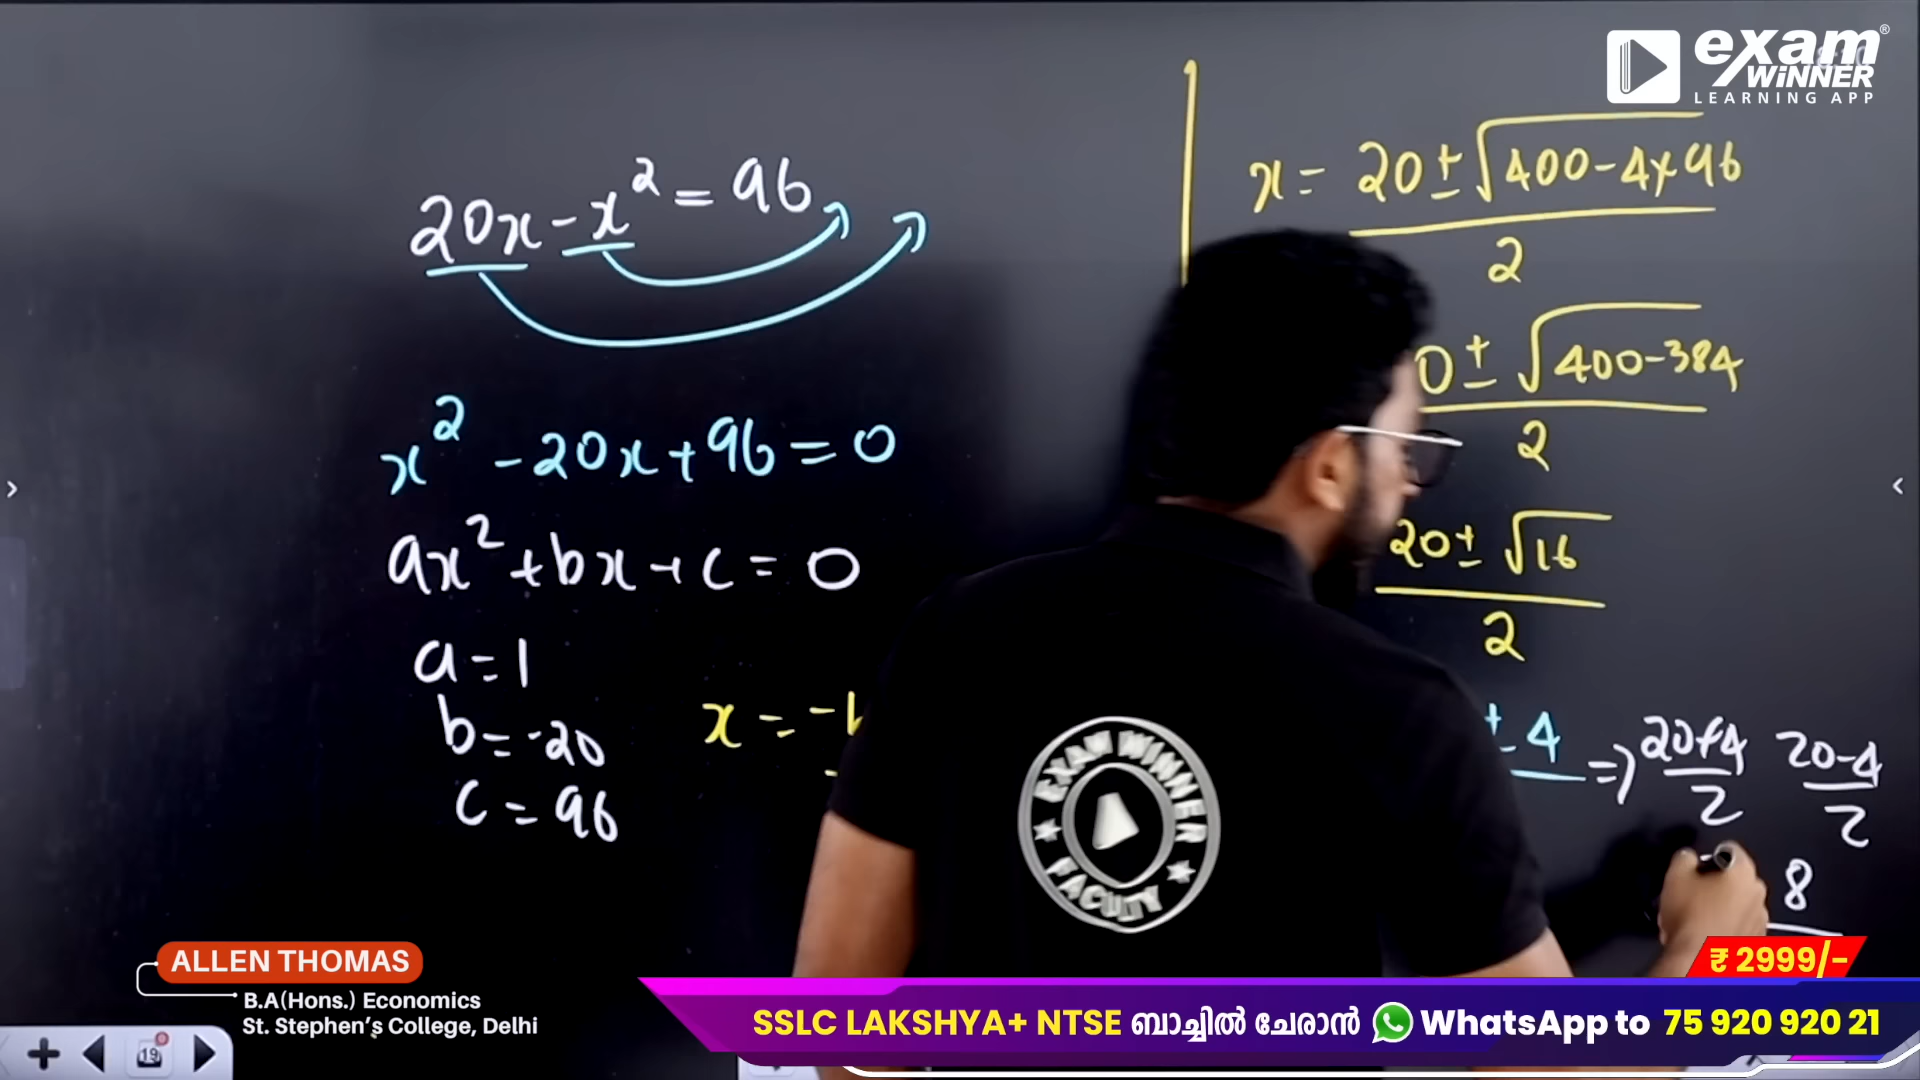 exam
WiNNER
LEARNING APP
20x - x² = 96
x² - 20x + 96 = 0
ax² + bx + c = 0
a = 1
b = -20
c = 96
x = -b
x = 20 ± √400 - 4×96
2
0 ± √400 - 384
2
20 ± √16
2
± 4 ⇒ 20+4 20-4
2 2
8
EXAM WINNER
FACULTY
ALLEN THOMAS
B.A(Hons.) Economics
St. Stephen's College, Delhi
₹ 2999/-
SSLC LAKSHYA+ NTSE ബാച്ചിൽ ചേരാൻ WhatsApp to 75 920 920 21
19